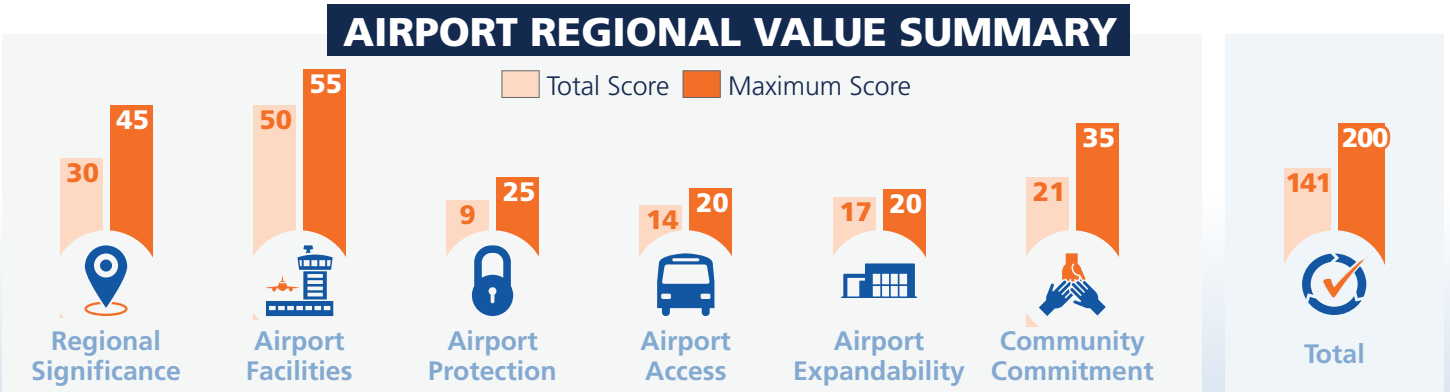 AIRPORT REGIONAL VALUE SUMMARY
Total Score Maximum Score
30 45
50 55
9 25
14 20
17 20
21 35
141 200
Regional
Significance
Airport
Facilities
Airport
Protection
Airport
Access
Airport
Expandability
Community
Commitment
Total